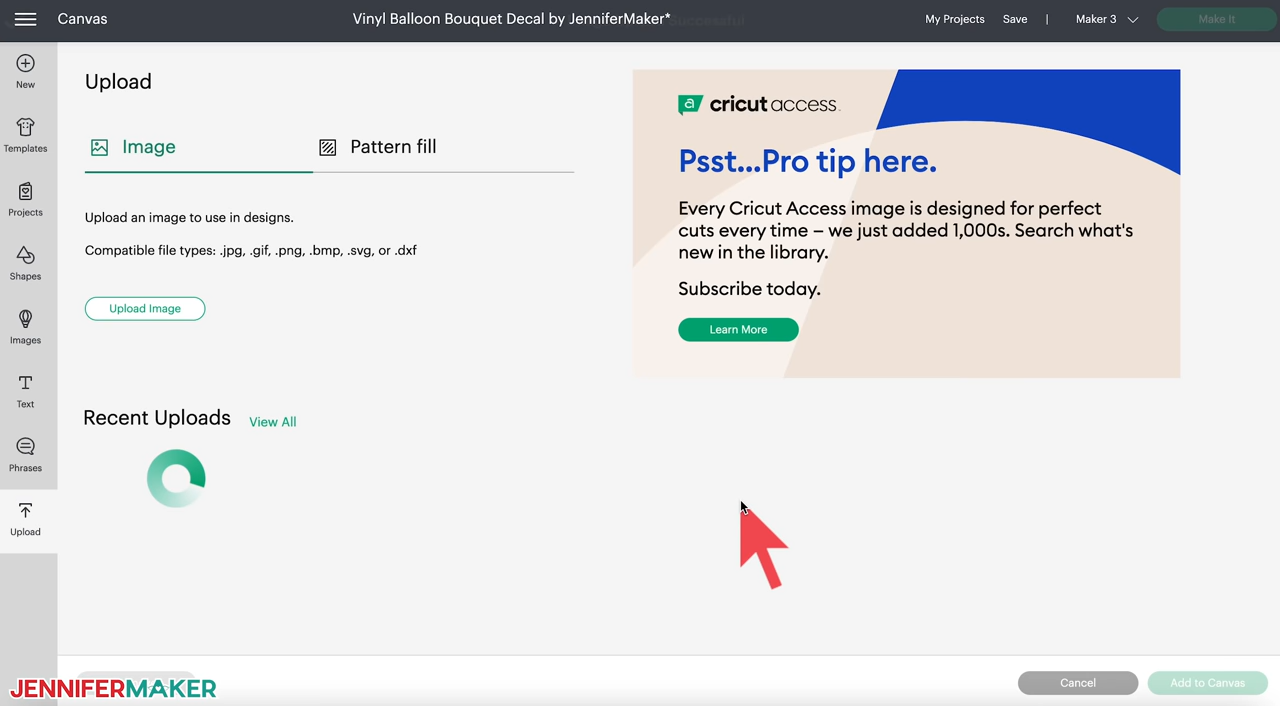 Canvas
Vinyl Balloon Bouquet Decal by JenniferMaker*
Successful
My Projects
Save
|
Maker 3
Make It
New
Templates
Projects
Shapes
Images
Text
Phrases
Upload
Upload
Image
Pattern fill
Upload an image to use in designs.
Compatible file types: .jpg, .gif, .png, .bmp, .svg, or .dxf
Upload Image
a cricut access
Psst...Pro tip here.
Every Cricut Access image is designed for perfect
cuts every time – we just added 1,000s. Search what's
new in the library.
Subscribe today.
Learn More
Recent Uploads
View All
JENNIFERMAKER
Cancel
Add to Canvas